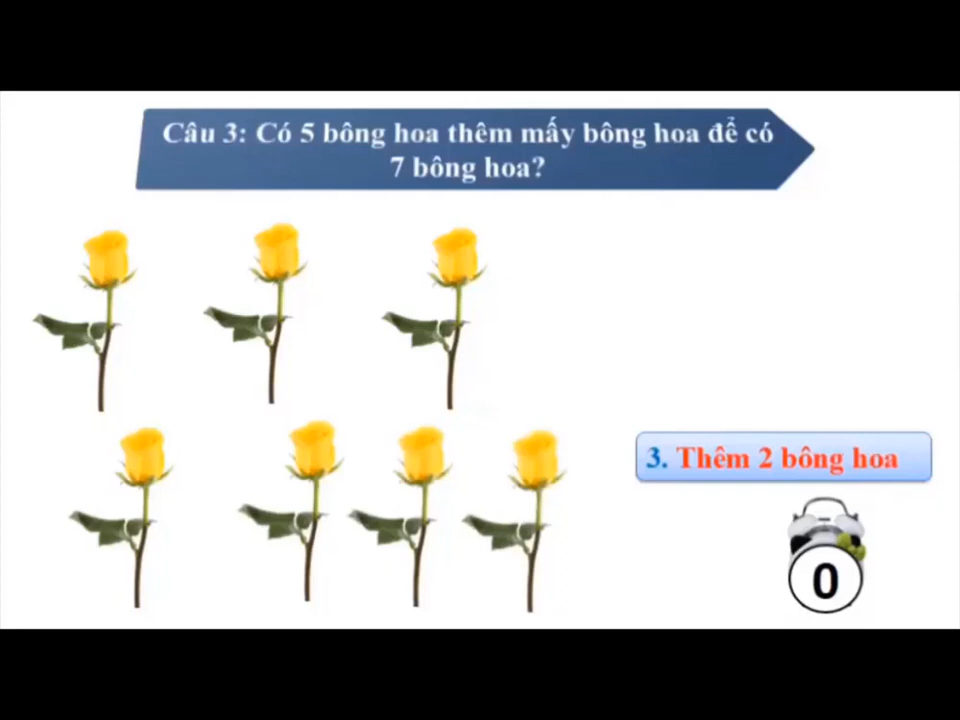 Câu 3: Có 5 bông hoa thêm mấy bông hoa để có
7 bông hoa?
3. Thêm 2 bông hoa
0